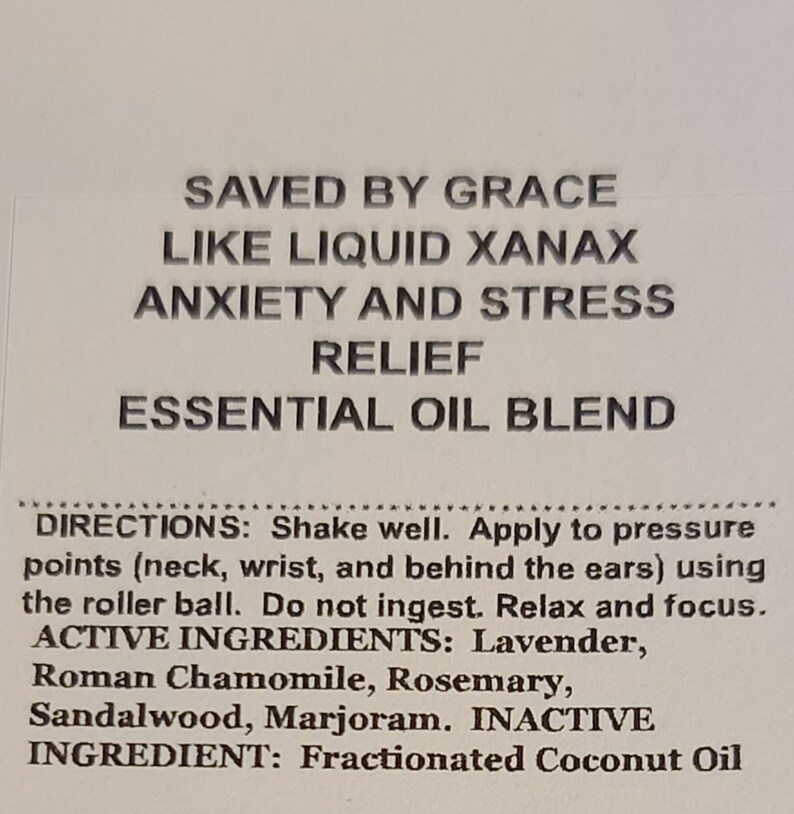 SAVED BY GRACE
LIKE LIQUID XANAX
ANXIETY AND STRESS
RELIEF
ESSENTIAL OIL BLEND
DIRECTIONS: Shake well. Apply to pressure
points (neck, wrist, and behind the ears) using
the roller ball. Do not ingest. Relax and focus.
ACTIVE INGREDIENTS: Lavender,
Roman Chamomile, Rosemary,
Sandalwood, Marjoram. INACTIVE
INGREDIENT: Fractionated Coconut Oil